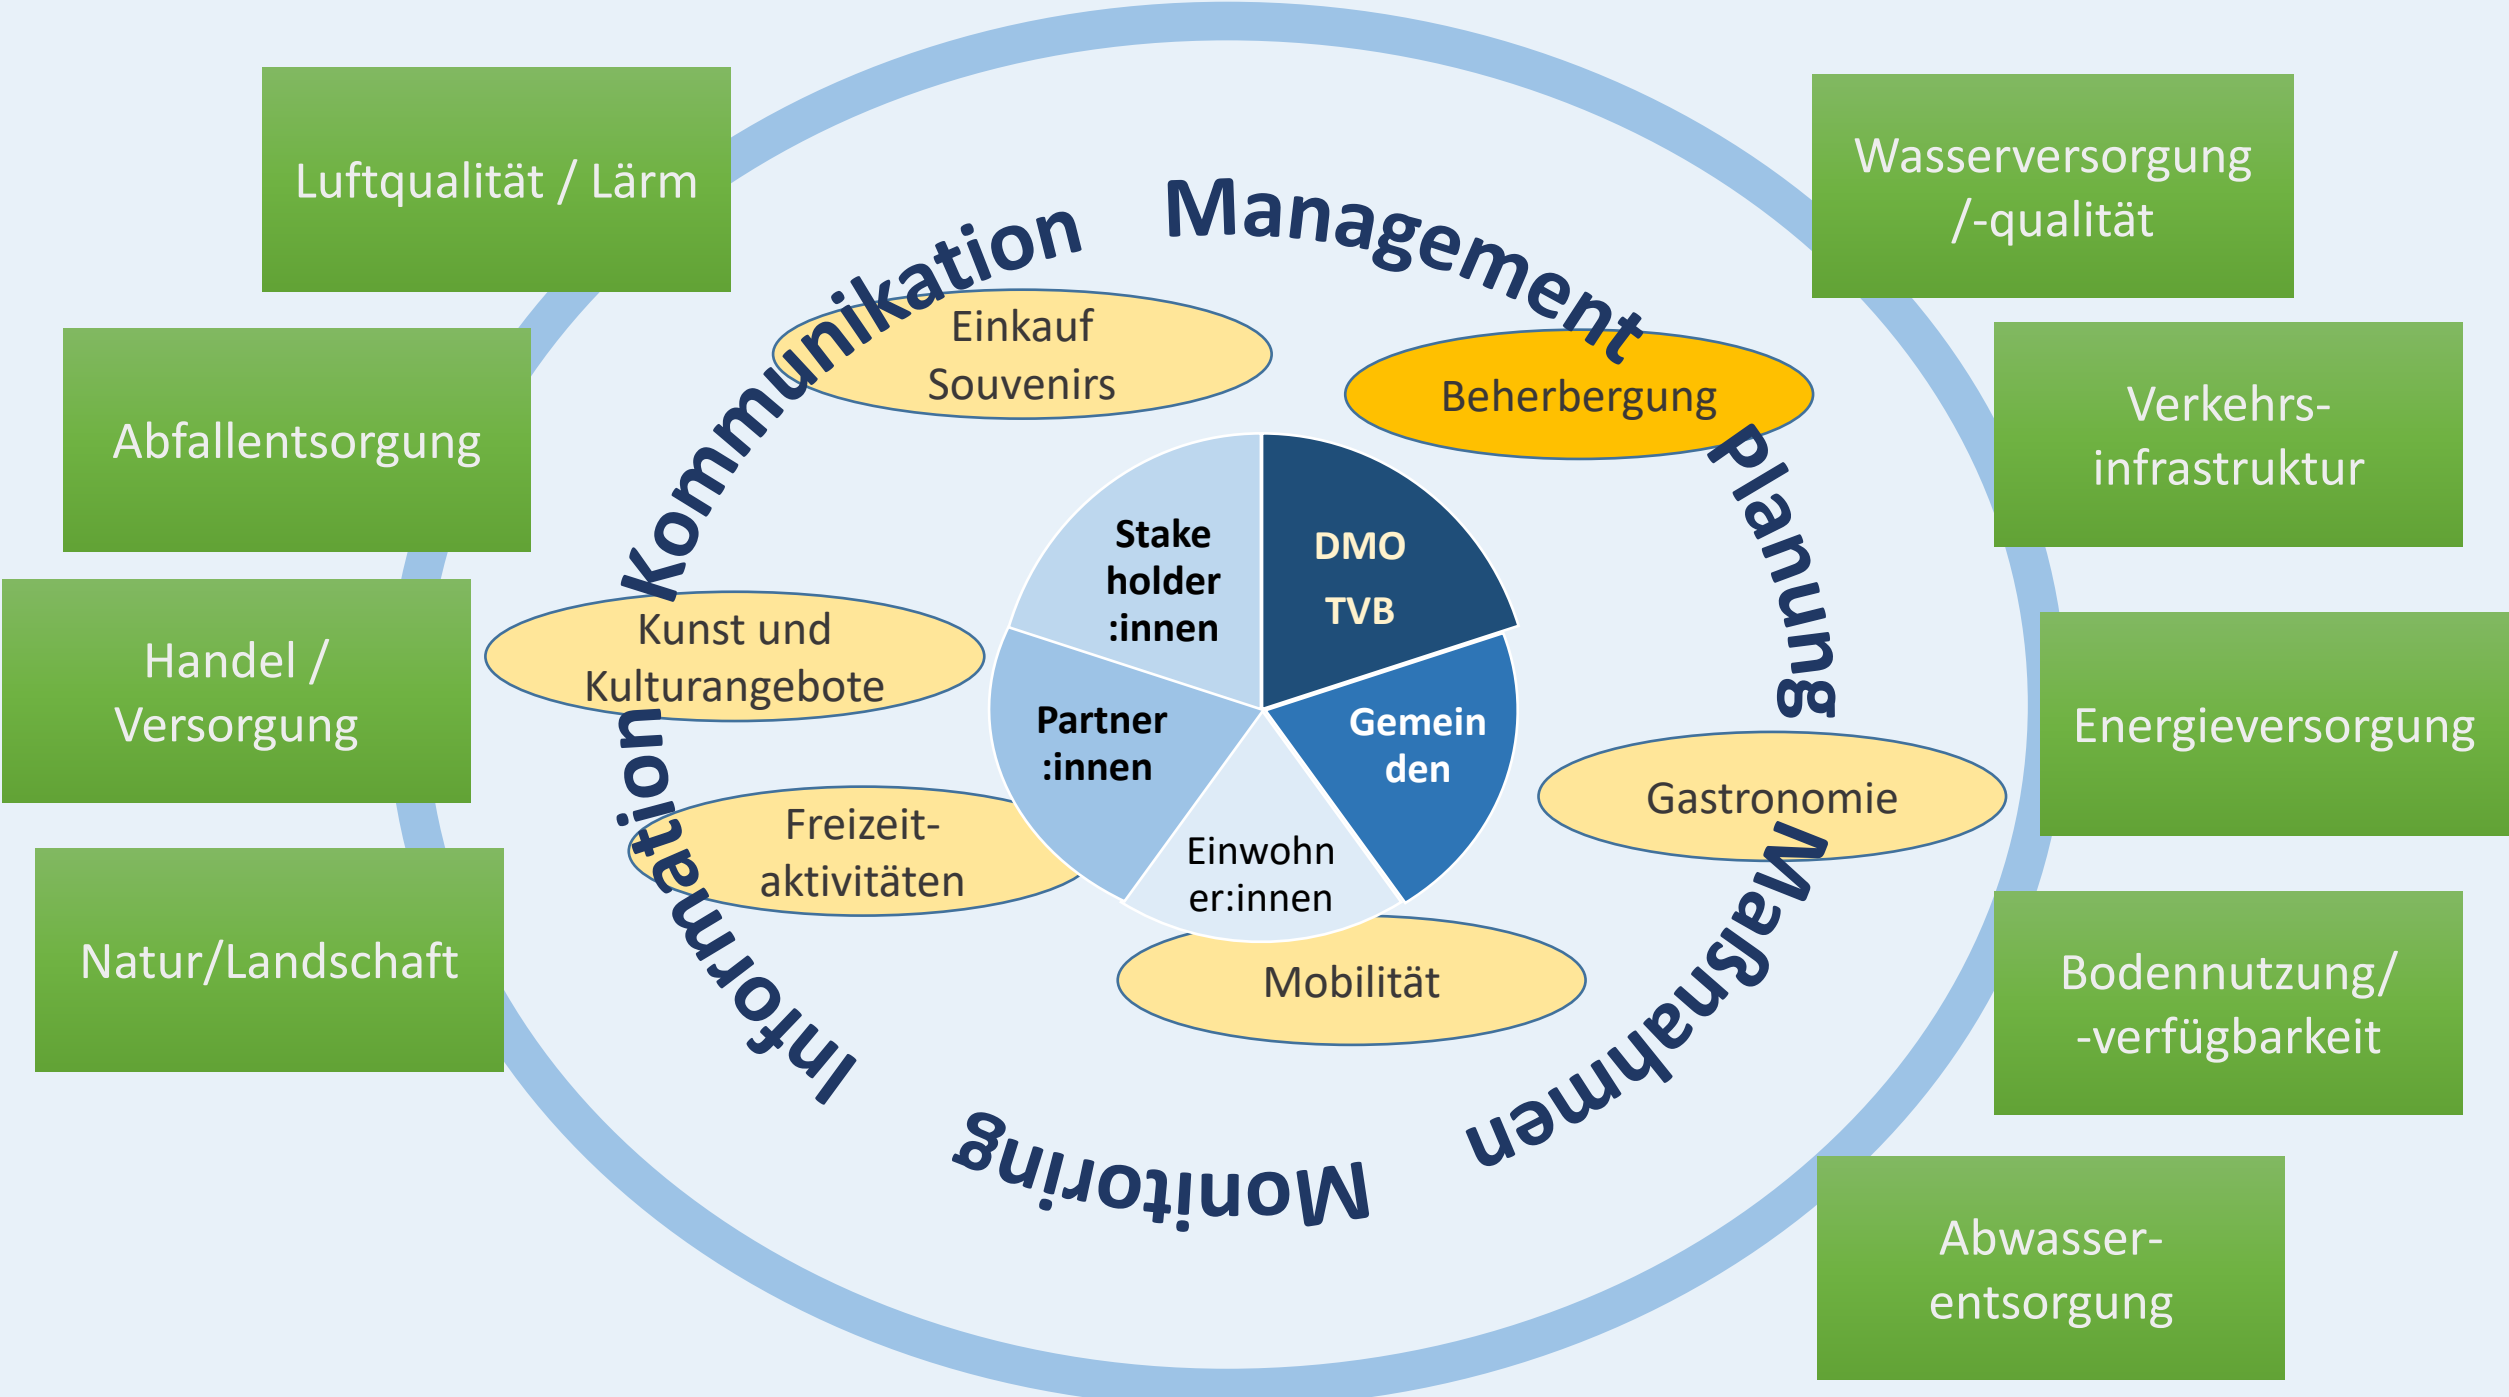 Luftqualität / Lärm
Abfallentsorgung
Handel /
Versorgung
Natur/Landschaft
Wasserversorgung
/-qualität
Verkehrs-
infrastruktur
Energieversorgung
Bodennutzung/
-verfügbarkeit
Abwasser-
entsorgung
Management
Planung
Maßnahmen
Monitoring
Information
Kommunikation
Einkauf
Souvenirs
Beherbergung
Kunst und
Kulturangebote
Freizeit-
aktivitäten
Gastronomie
Mobilität
Stake
holder
:innen
DMO
TVB
Partner
:innen
Gemein
den
Einwohn
er:innen